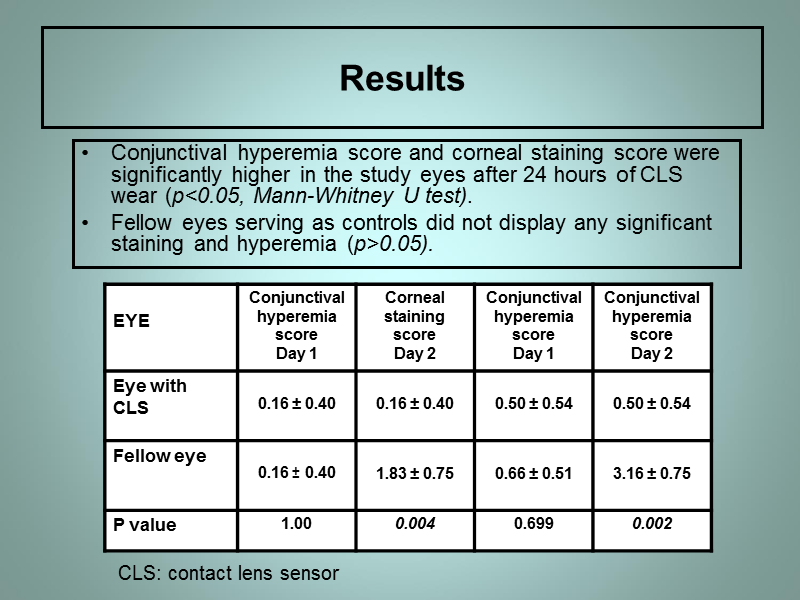 Results
• Conjunctival hyperemia score and corneal staining score were
significantly higher in the study eyes after 24 hours of CLS
wear (p<0.05, Mann-Whitney U test).
• Fellow eyes serving as controls did not display any significant
staining and hyperemia (p>0.05).
EYE
Conjunctival
hyperemia
score
Day 1
Corneal
staining
score
Day 2
Conjunctival
hyperemia
score
Day 1
Conjunctival
hyperemia
score
Day 2
Eye with
CLS
0.16 ± 0.40 0.16 ± 0.40 0.50 ± 0.54 0.50 ± 0.54
Fellow eye
0.16 ± 0.40 1.83 ± 0.75 0.66 ± 0.51 3.16 ± 0.75
P value 1.00 0.004 0.699 0.002
CLS: contact lens sensor